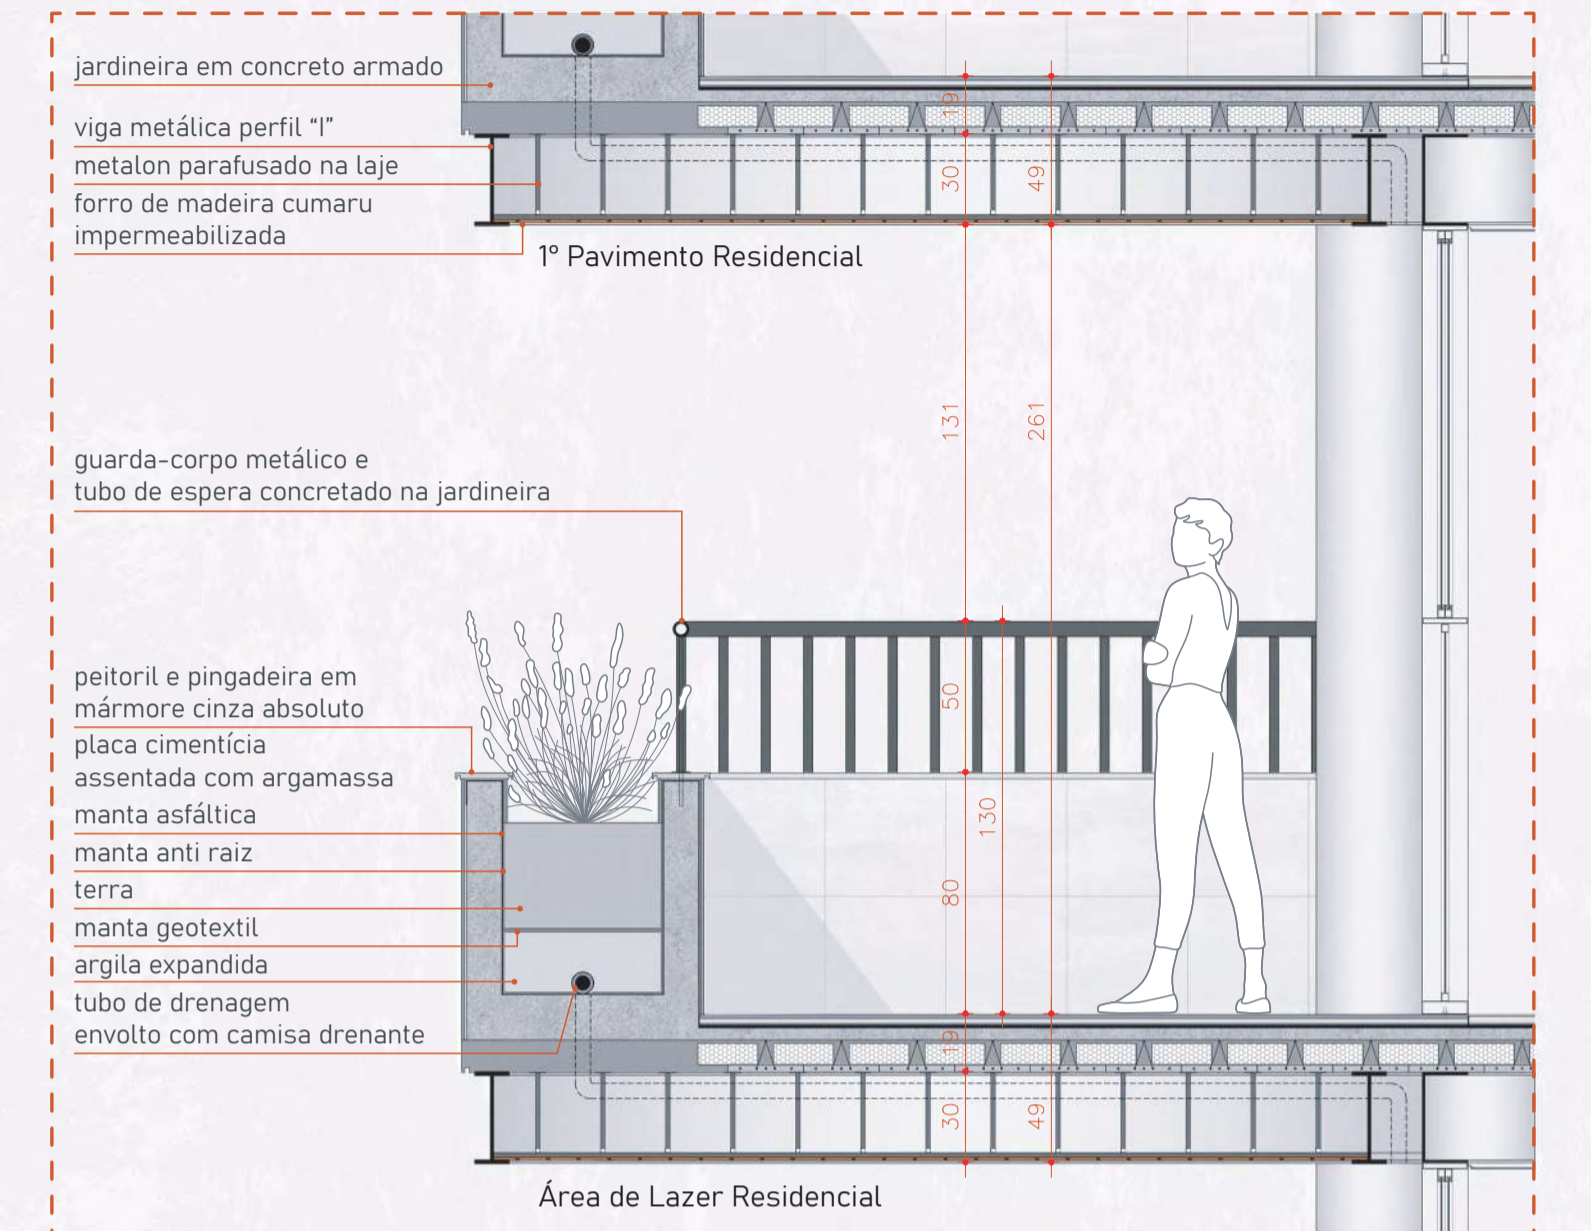 jardineira em concreto armado
viga metálica perfil “I”
metalon parafusado na laje
forro de madeira cumaru
impermeabilizada
19
30
49
1º Pavimento Residencial
131
261
guarda-corpo metálico e
tubo de espera concretado na jardineira
peitoril e pingadeira em
mármore cinza absoluto
50
placa cimentícia
assentada com argamassa
manta asfáltica
130
manta anti raiz
terra
80
manta geotextil
argila expandida
tubo de drenagem
envolto com camisa drenante
19
30
49
Área de Lazer Residencial